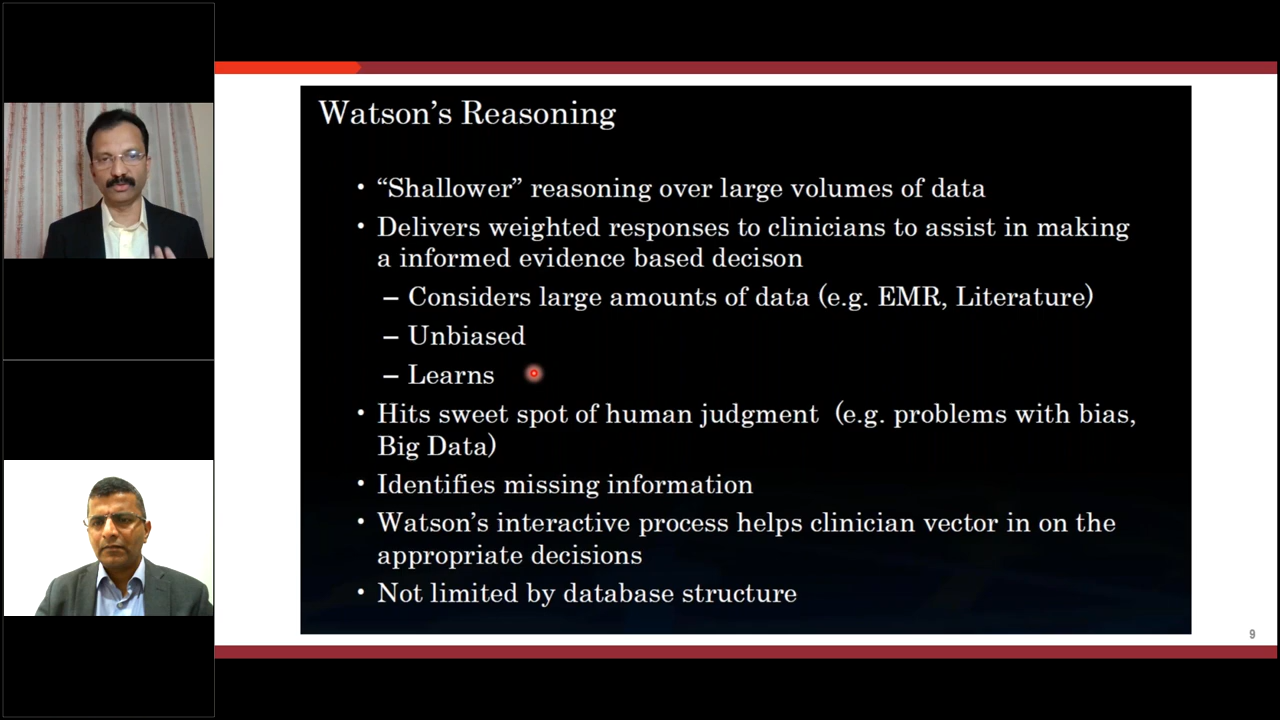 Watson’s Reasoning
• “Shallower” reasoning over large volumes of data
• Delivers weighted responses to clinicians to assist in making
a informed evidence based decison
– Considers large amounts of data (e.g. EMR, Literature)
– Unbiased
– Learns
• Hits sweet spot of human judgment (e.g. problems with bias,
Big Data)
• Identifies missing information
• Watson’s interactive process helps clinician vector in on the
appropriate decisions
• Not limited by database structure
9